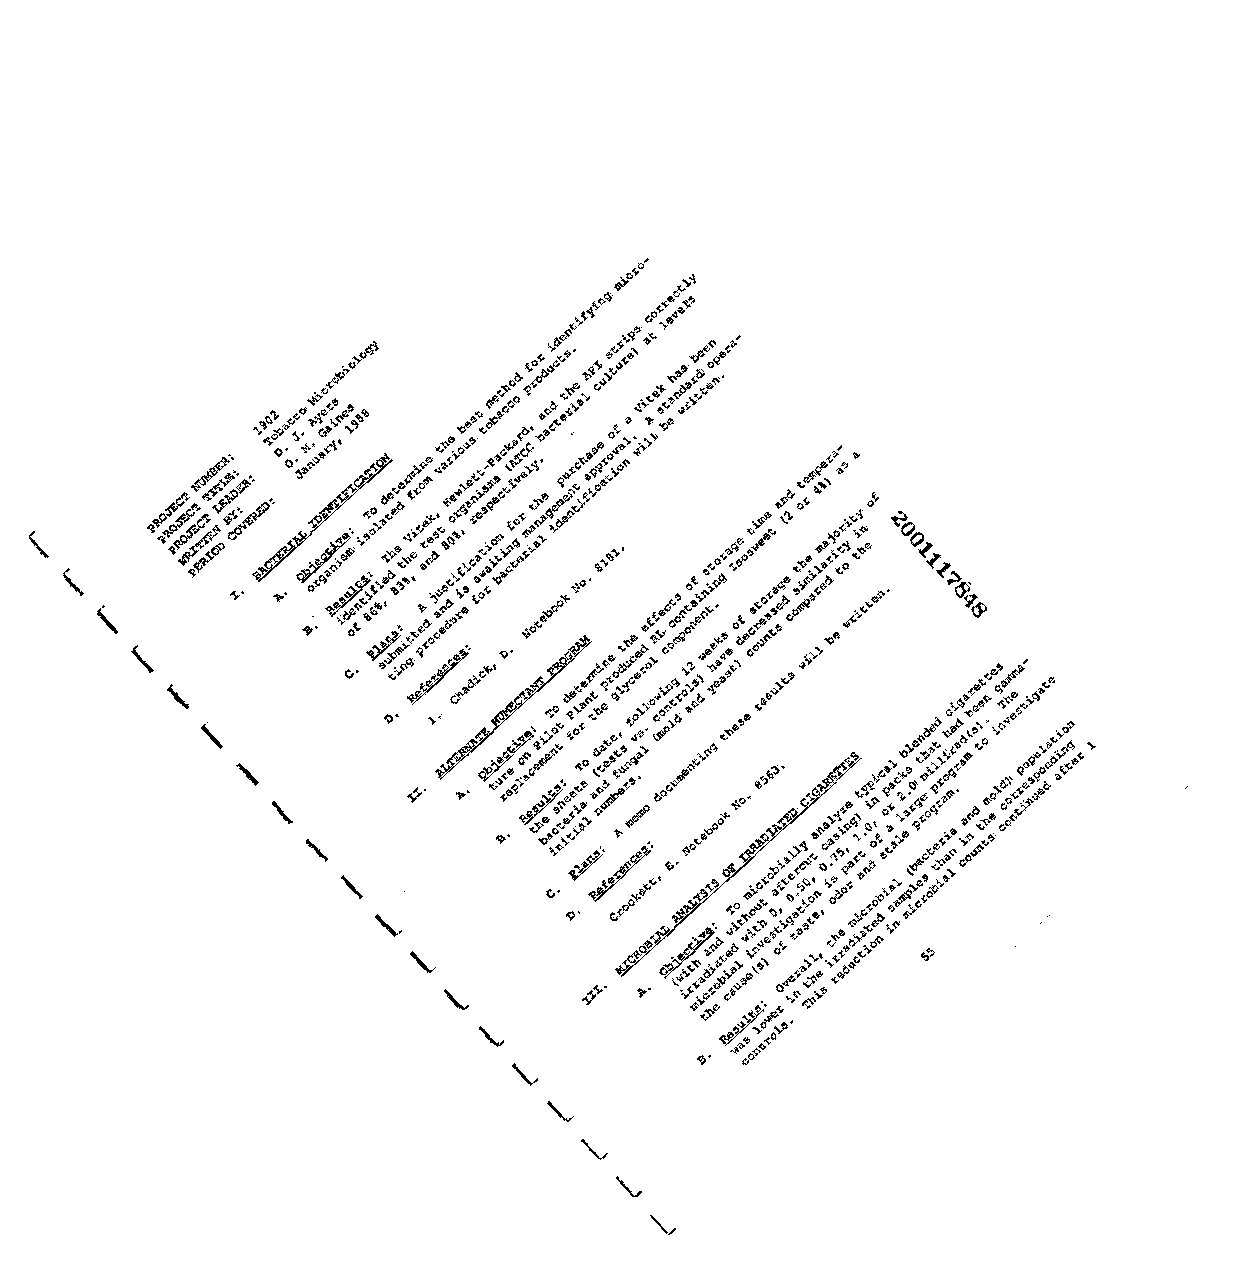 PROJECT NUMBER: 1902
PROJECT TITLE: Tobacco Microbiology
PROJECT LEADER: D. J. Ayers
WRITTEN BY: O. M. Gaines
PERIOD COVERED: January, 1988
I. BACTERIAL IDENTIFICATION
A. Objective: To determine the best method for identifying micro-
organism isolated from various tobacco products.
B. Results: The Vitek, Hewlett-Packard, and the API strips correctly
identified the test organisms (ATCC bacterial culture) at levels
of 86%, 83%, and 80%, respectively.
C. Plans: A justification for the purchase of a Vitek has been
submitted and is awaiting management approval. A standard opera-
ting procedure for bacterial identification will be written.
D. References:
1. Chadick, D. Notebook No. 8181.
II. ALTERNATE HUMECTANT PROGRAM
A. Objective: To determine the effects of storage time and tempera-
ture on Pilot Plant produced RL containing Isosweet (2 or 4%) as a
replacement for the glycerol component.
B. Results: To date, following 12 weeks of storage the majority of
the sheets (tests vs. controls) have decreased similarity in
bacteria and fungal (mold and yeast) counts compared to the
initial numbers.
C. Plans: A memo documenting these results will be written.
D. References:
Crockett, E. Notebook No. 8563.
III. MICROBIAL ANALYSIS OF IRRADIATED CIGARETTES
A. Objective: To microbially analyze typical blended cigarettes
(with and without aftercut casing) in packs that had been gamma-
irradiated with 0, 0.50, 0.75, 1.0, or 2.0 millirad(s). The
microbial investigation is part of a larger program to investigate
the cause(s) of taste, odor and stale program.
B. Results: Overall, the microbial (bacteria and mold) population
was lower in the irradiated samples than in the corresponding
controls. This reduction in microbial counts continued after 1
55
2001117848